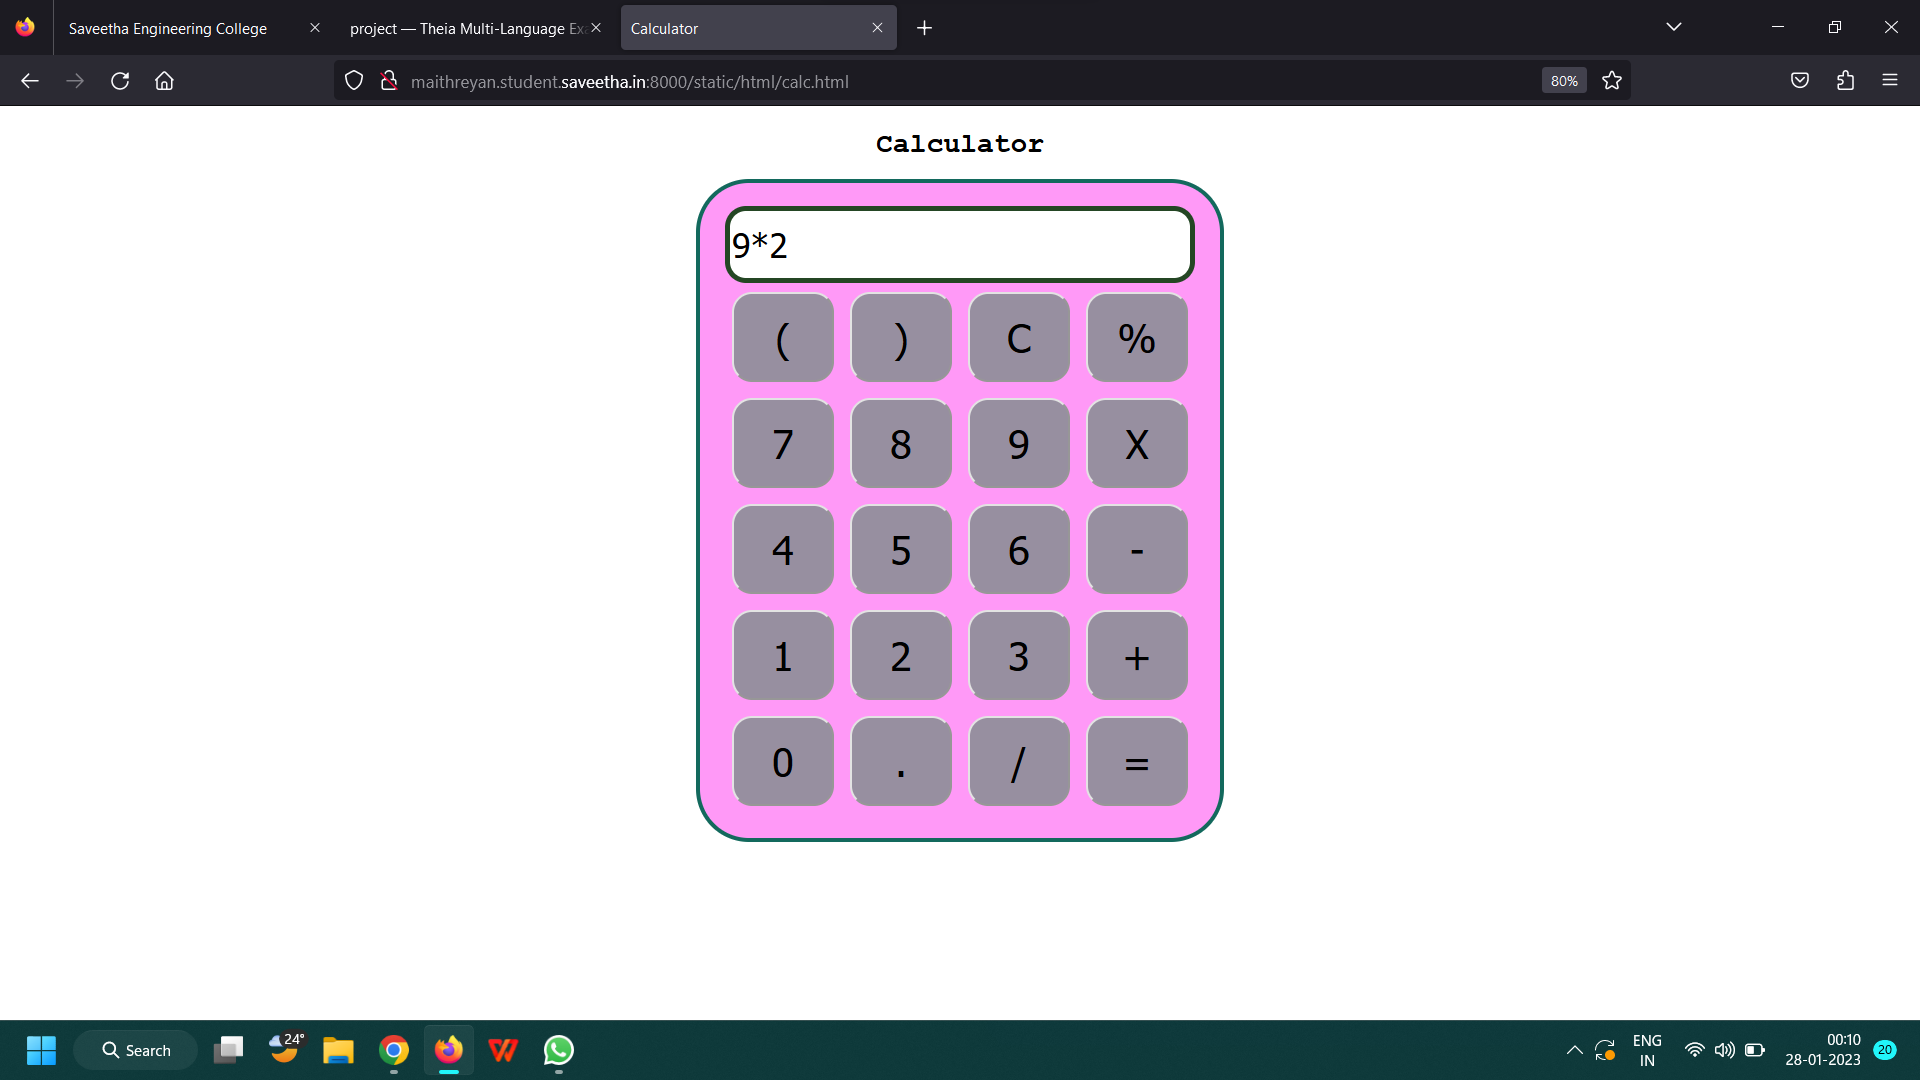 Saveetha Engineering College
project — Theia Multi-Language Ex
Calculator
maithreyan.student.saveetha.in:8000/static/html/calc.html
80%
Calculator
9*2
( ) C %
7 8 9 X
4 5 6 -
1 2 3 +
0 . / =
Search
24°
ENG
IN
00:10
28-01-2023
20